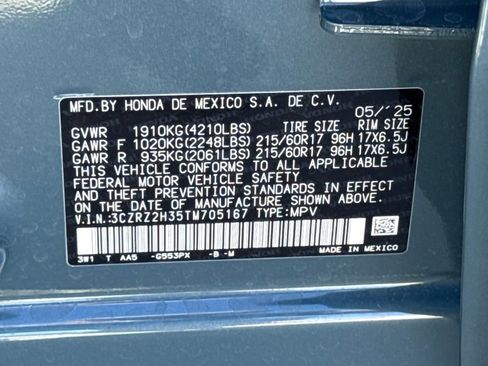 MFD.BY HONDA DE MEXICO S.A. DE C.V. 05/'25
GVWR 1910KG(4210LBS) TIRE SIZE RIM SIZE
GAWR F 1020KG(2248LBS) 215/60R17 96H 17X6.5J
GAWR R 935KG(2061LBS) 215/60R17 96H 17X6.5J
THIS VEHICLE CONFORMS TO ALL APPLICABLE
FEDERAL MOTOR VEHICLE SAFETY, BUMPER,
AND THEFT PREVENTION STANDARDS IN EFFECT
ON THE DATE OF MANUFACTURE SHOWN ABOVE.
V.I.N.:3CZRZ2H35TM705167 TYPE:MPV
3W1 T AA5 -G553PX -B -M MADE IN MEXICO